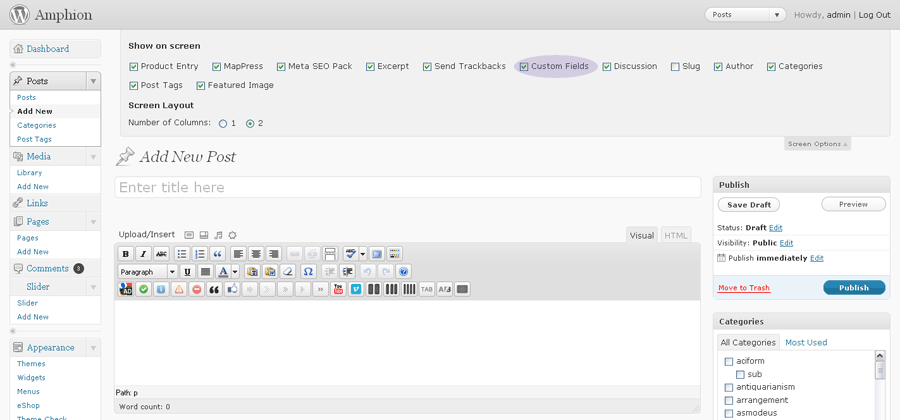 Amphion
Posts
Howdy, admin | Log Out
Dashboard
Posts
Posts
Add New
Categories
Post Tags
Media
Library
Add New
Links
Pages
Pages
Add New
Comments 3
Slider
Slider
Add New
Appearance
Themes
Widgets
Menus
eShop
Theme Check
Show on screen
Product Entry MapPress Meta SEO Pack Excerpt Send Trackbacks Custom Fields Discussion Slug Author Categories
Post Tags Featured Image
Screen Layout
Number of Columns: 1 2
Screen Options
Add New Post
Enter title here
Upload/Insert
Visual HTML
B I ABC
Paragraph U A
AD You Tube TAB
Path: p
Word count: 0
Publish
Save Draft Preview
Status: Draft Edit
Visibility: Public Edit
Publish immediately Edit
Move to Trash Publish
Categories
All Categories Most Used
aciform
sub
antiquarianism
arrangement
asmodeus